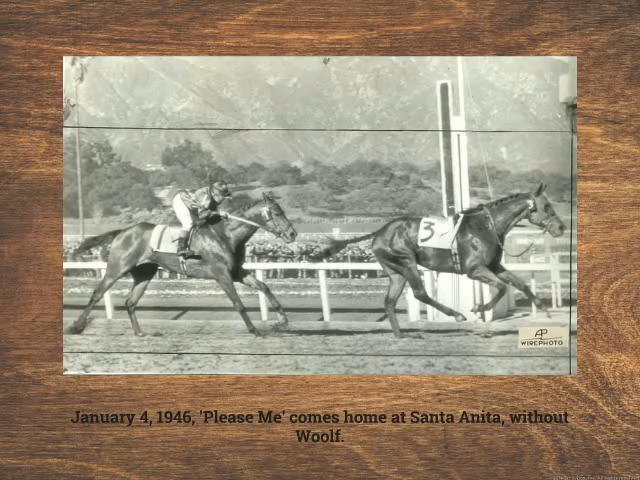 3
AP
WIREPHOTO
January 4, 1946, 'Please Me' comes home at Santa Anita, without
Woolf.